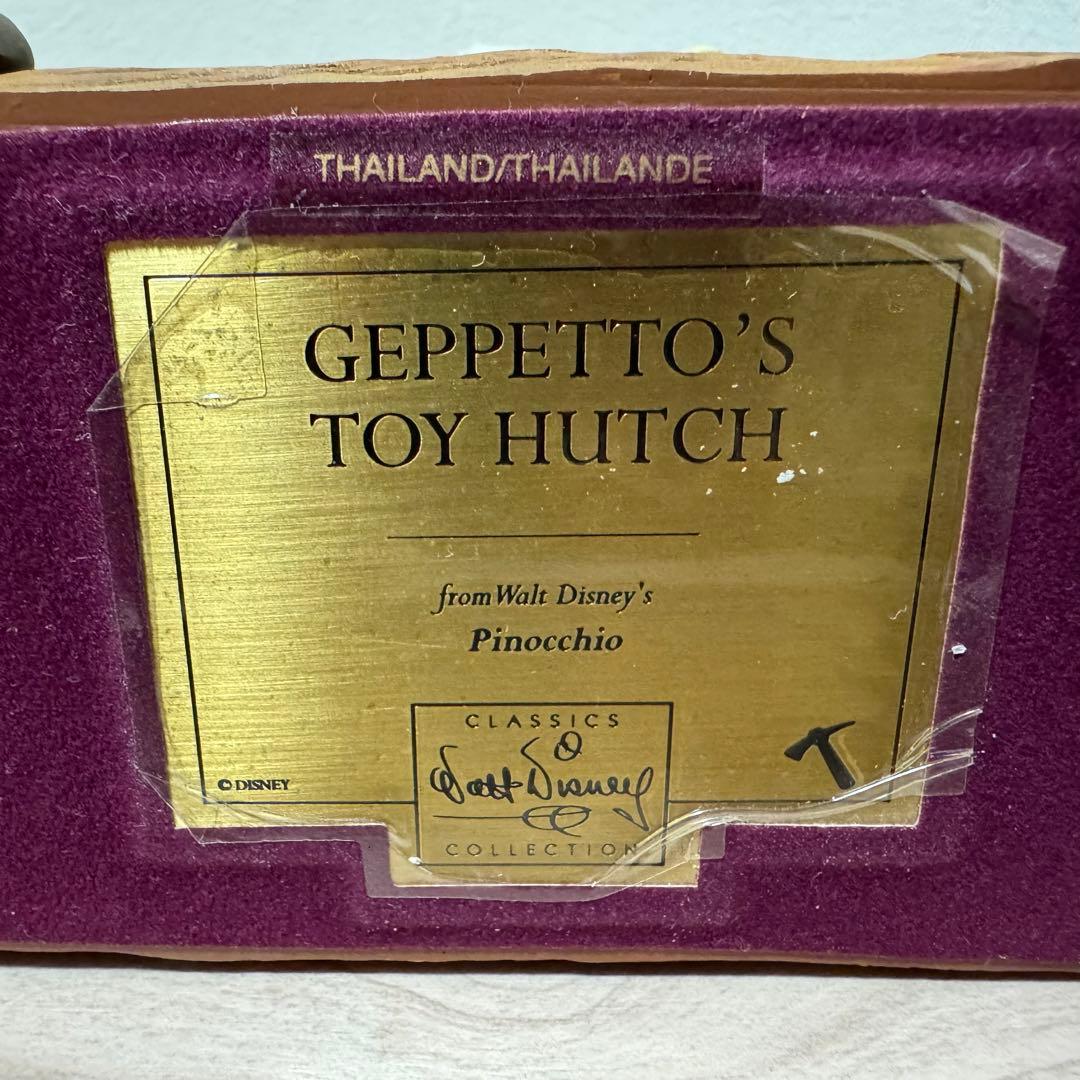 THAILAND/THAILANDE
GEPPETTO'S
TOY HUTCH
from Walt Disney's
Pinocchio
CLASSICS
Walt Disney
COLLECTION
© DISNEY